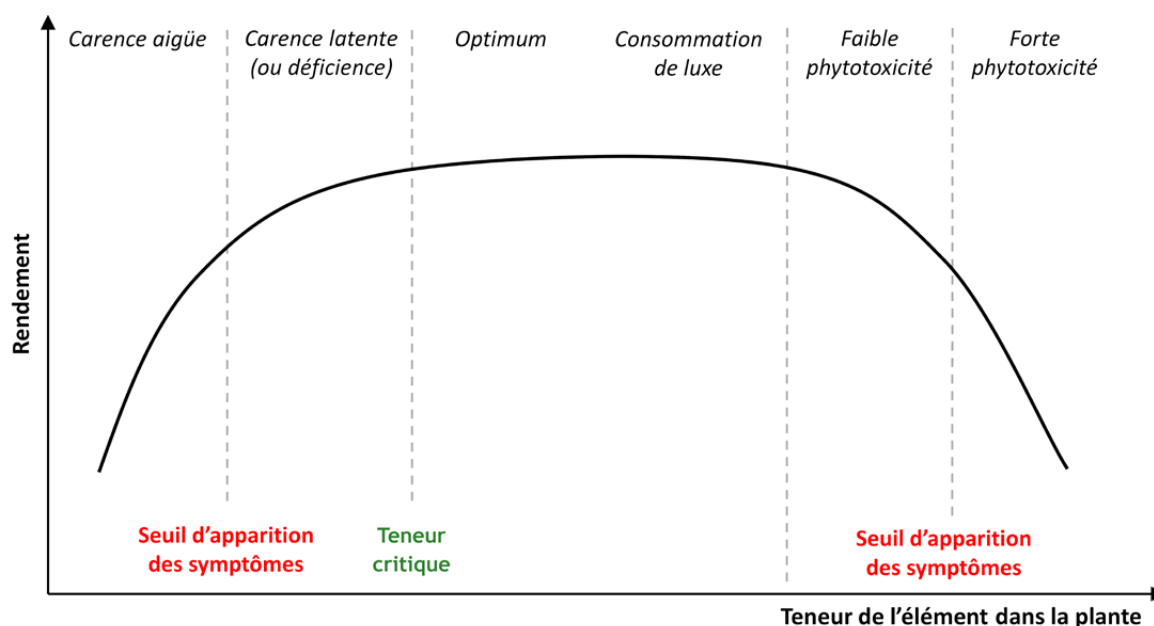 Carence aigüe
Carence latente
(ou déficience)
Optimum
Consommation
de luxe
Faible
phytotoxicité
Forte
phytotoxicité
Rendement
Seuil d’apparition
des symptômes
Teneur
critique
Seuil d’apparition
des symptômes
Teneur de l’élément dans la plante